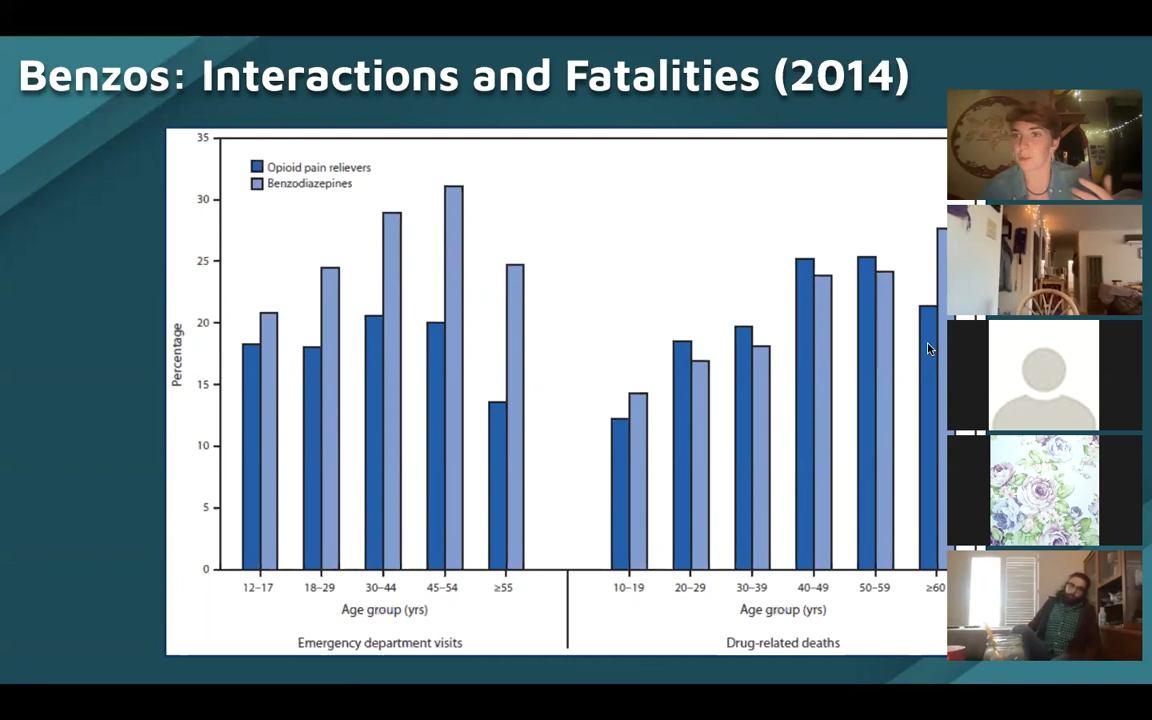 Benzos: Interactions and Fatalities (2014)
35
Opioid pain relievers
Benzodiazepines
30
25
20
15
10
5
0
Percentage
12–17 18–29 30–44 45–54 ≥55 10–19 20–29 30–39 40–49 50–59 ≥60
Age group (yrs) Age group (yrs)
Emergency department visits Drug-related deaths